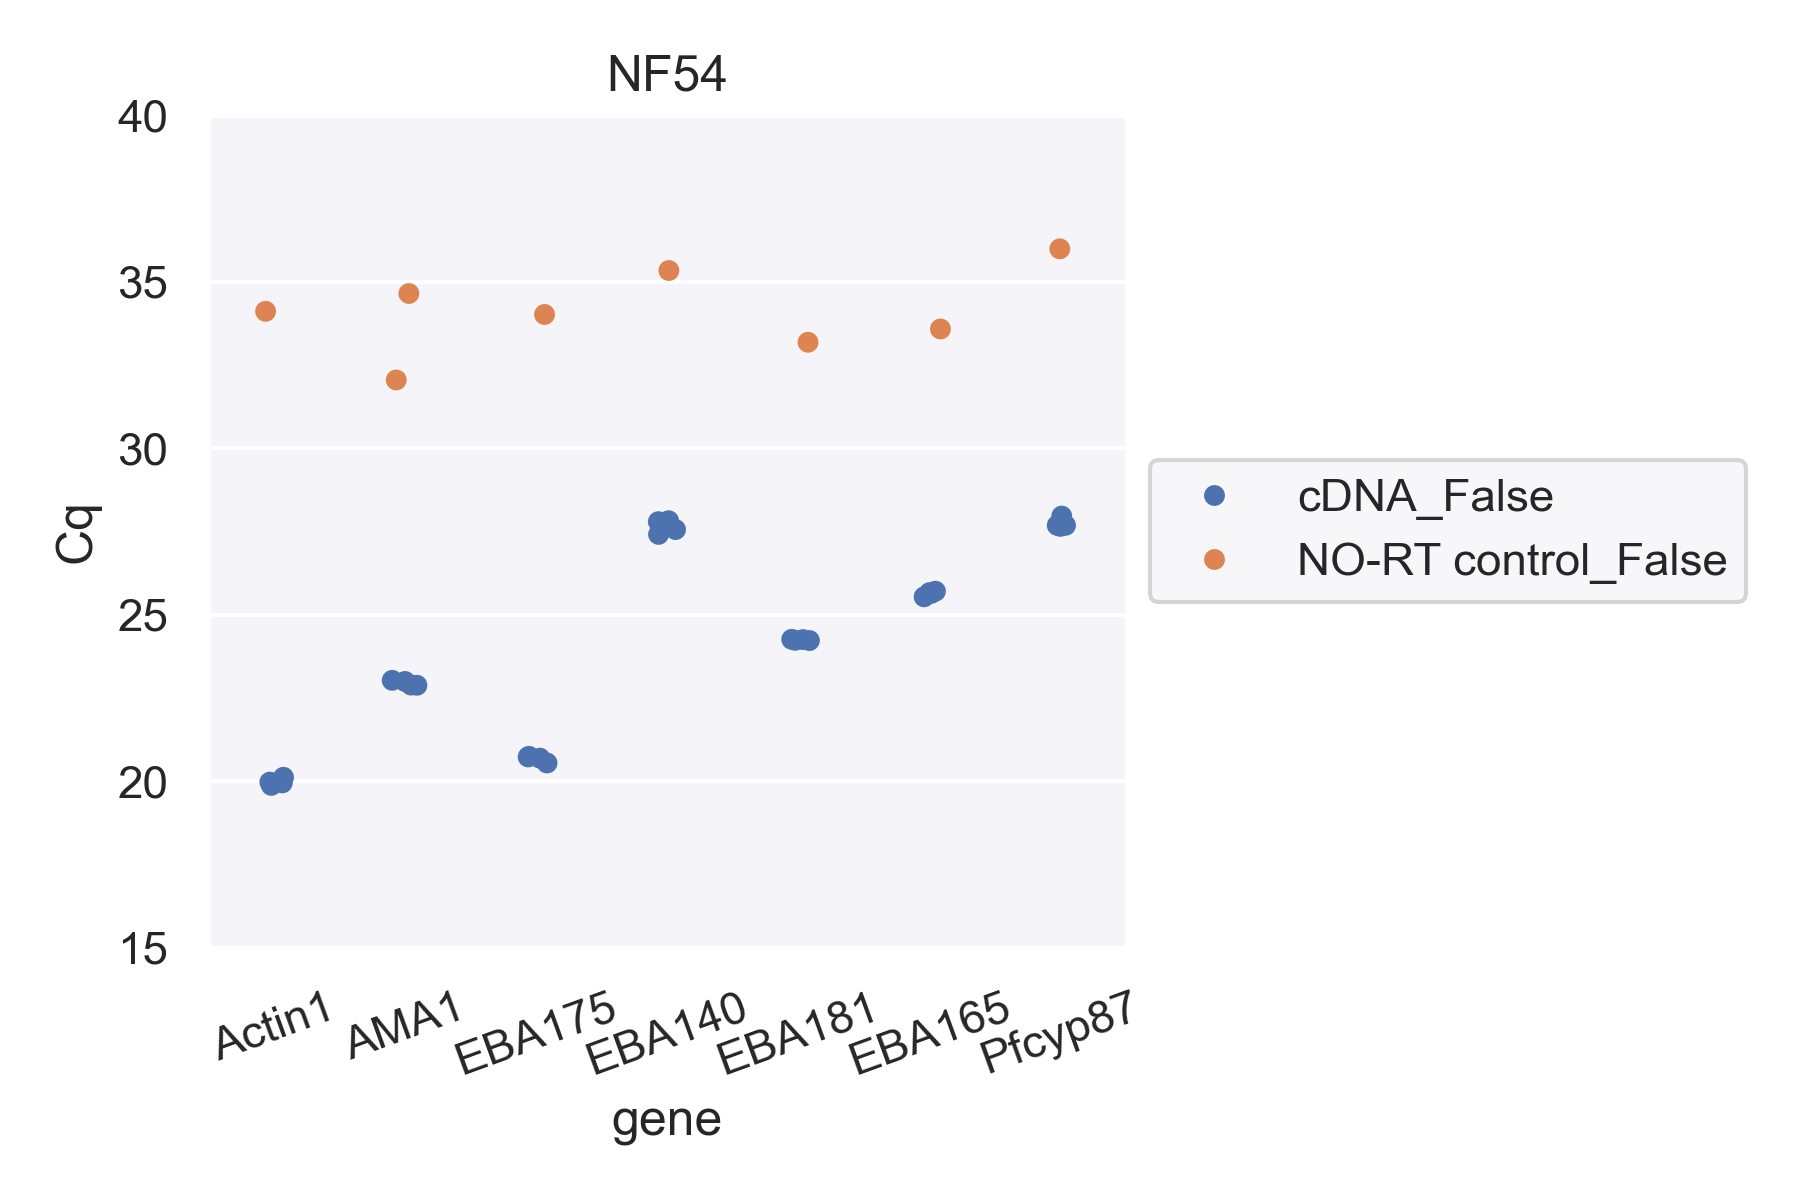 NF54
40
35
30
25
20
15
Cq
Actin1
AMA1
EBA175
EBA140
EBA181
EBA165
Pfcyp87
gene
cDNA_False
NO-RT control_False